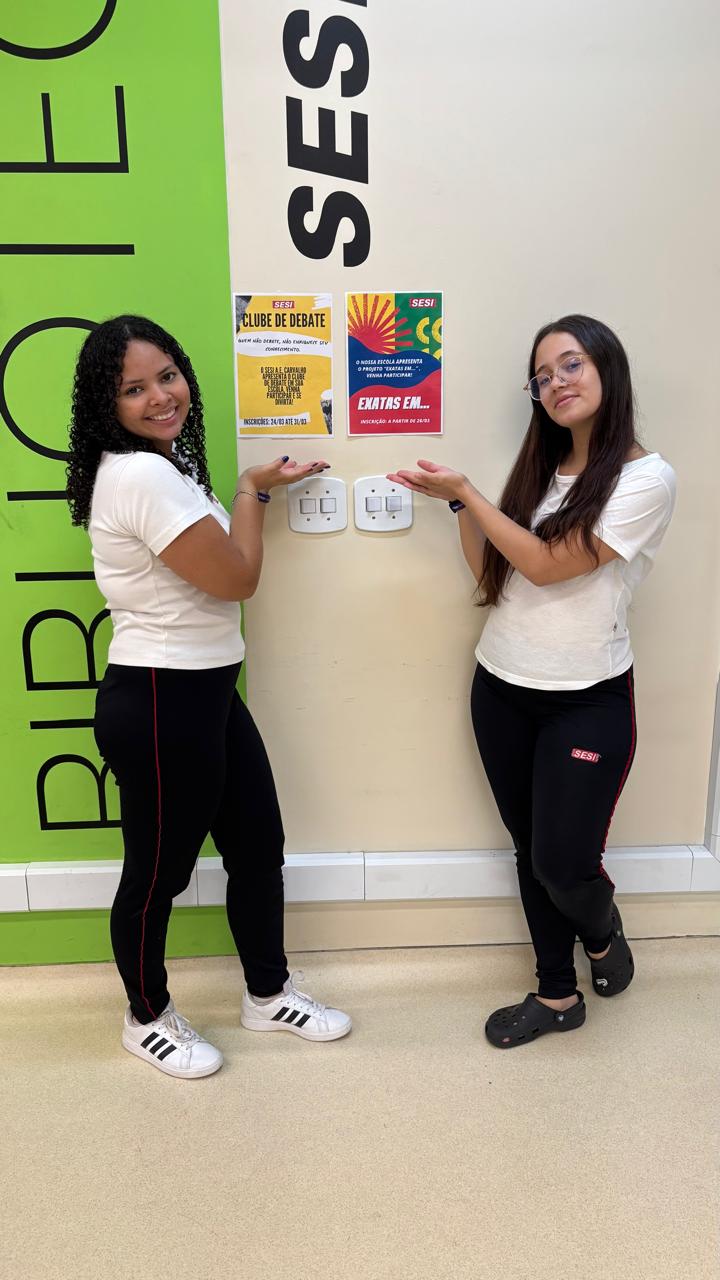 BIBLIOTEC
SESI
SESI
CLUBE DE DEBATE
QUEM NÃO DEBATE, NÃO ENRIQUECE SEU
CONHECIMENTO.
O SESI A.E. CARVALHO
APRESENTA O CLUBE
DE DEBATE EM SUA
ESCOLA, VENHA
PARTICIPAR E SE
DIVIRTA!
INSCRIÇÕES: 24/03 ATÉ 31/03
SESI
O NOSSA ESCOLA APRESENTA
O PROJETO "EXATAS EM...",
VENHA PARTICIPAR!
EXATAS EM...
INSCRIÇÃO: A PARTIR DE 26/03
SESI